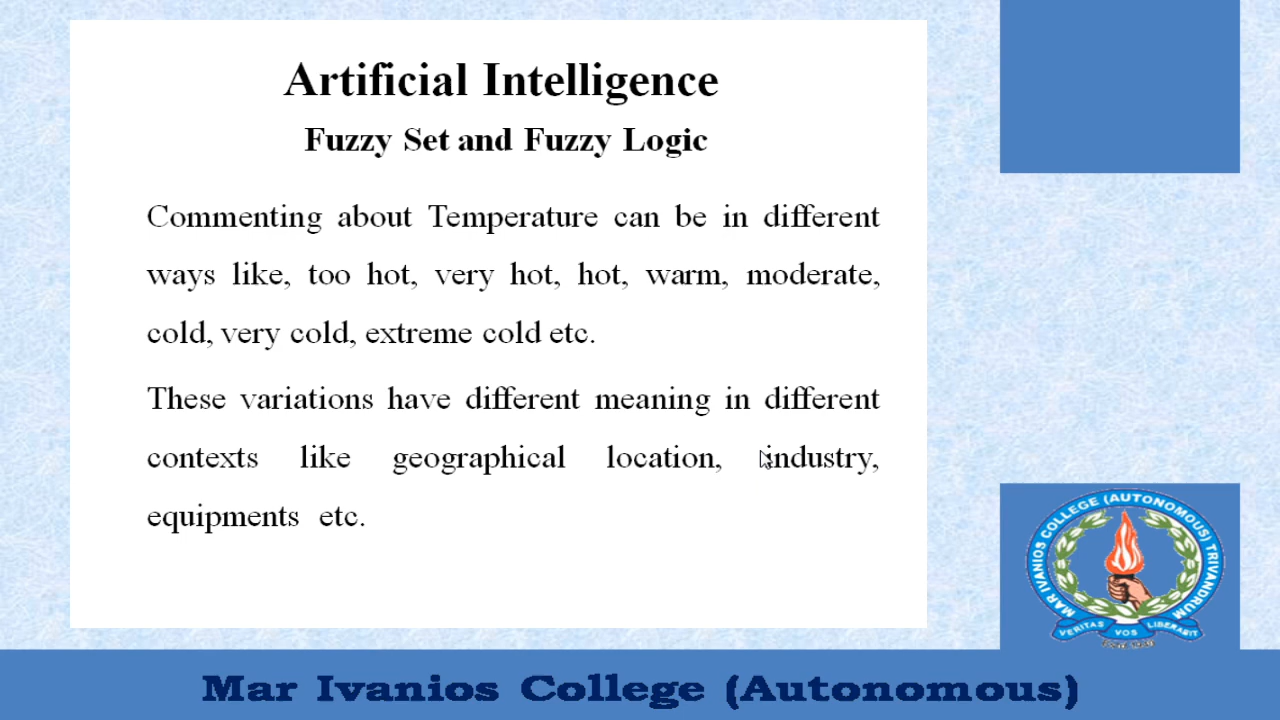 Artificial Intelligence
Fuzzy Set and Fuzzy Logic
Commenting about Temperature can be in different
ways like, too hot, very hot, hot, warm, moderate,
cold, very cold, extreme cold etc.
These variations have different meaning in different
contexts like geographical location, industry,
equipments etc.
MAR IVANIOS COLLEGE (AUTONOMOUS) TRIVANDRUM
VERITAS VOS LIBERABIT
Mar Ivanios College (Autonomous)